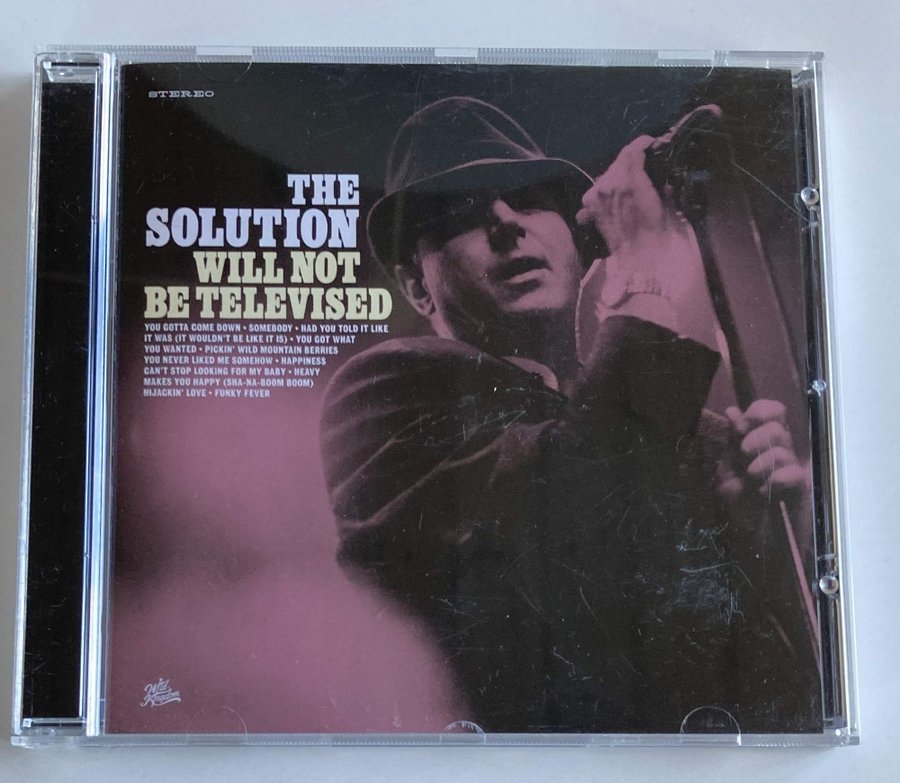 STEREO
THE
SOLUTION
WILL NOT
BE TELEVISED
YOU GOTTA COME DOWN • SOMEBODY • HAD YOU TOLD IT LIKE
IT WAS (IT WOULDN'T BE LIKE IT IS) • YOU GOT WHAT
YOU WANTED • PICKIN' WILD MOUNTAIN BERRIES
YOU NEVER LIKED ME SOMEHOW • HAPPINESS
CAN'T STOP LOOKING FOR MY BABY • HEAVY
MAKES YOU HAPPY (SHA-NA-BOOM BOOM)
HIJACKIN' LOVE • FUNKY FEVER
Wild
Kingdom